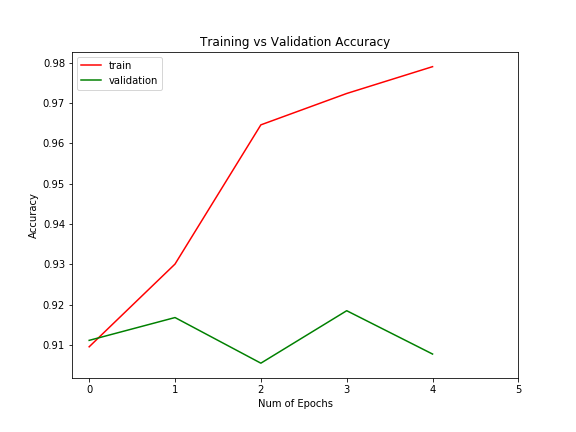 Training vs Validation Accuracy
train
validation
0.98
0.97
0.96
0.95
0.94
0.93
0.92
0.91
Accuracy
0 1 2 3 4 5
Num of Epochs